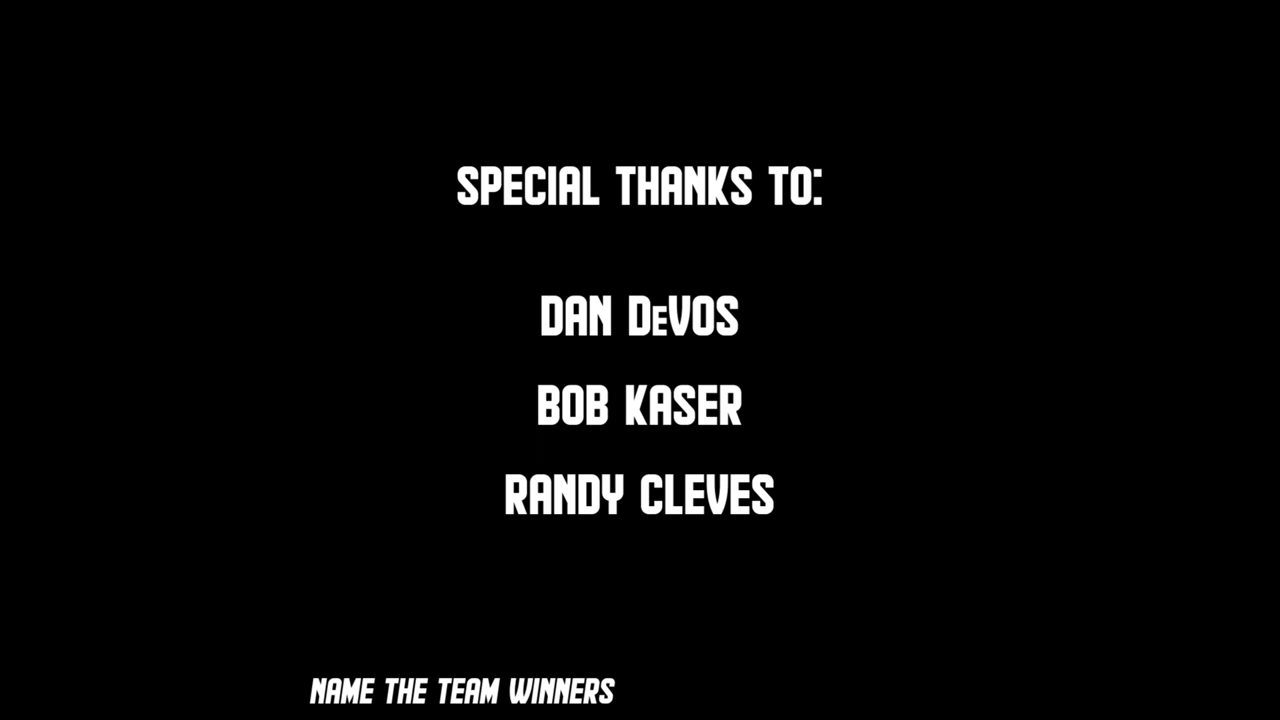 SPECIAL THANKS TO:
DAN DeVOS
BOB KASER
RANDY CLEVES
NAME THE TEAM WINNERS